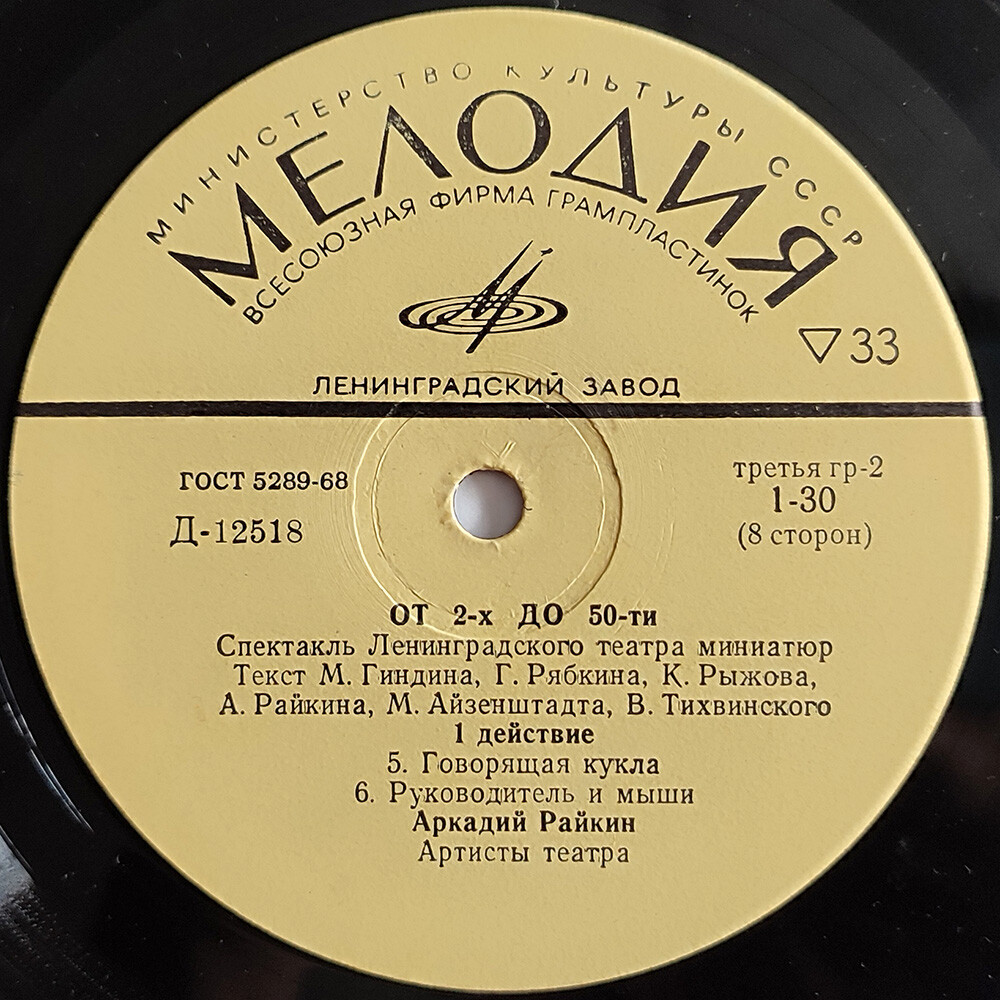 МИНИСТЕРСТВО КУЛЬТУРЫ СССР
МЕЛОДИЯ
ВСЕСОЮЗНАЯ ФИРМА ГРАМПЛАСТИНОК
▽ 33
ЛЕНИНГРАДСКИЙ ЗАВОД
ГОСТ 5289-68
Д-12518
третья гр-2
1-30
(8 сторон)
ОТ 2-х ДО 50-ти
Спектакль Ленинградского театра миниатюр
Текст М. Гиндина, Г. Рябкина, К. Рыжова,
А. Райкина, М. Айзенштадта, В. Тихвинского
1 действие
5. Говорящая кукла
6. Руководитель и мыши
Аркадий Райкин
Артисты театра